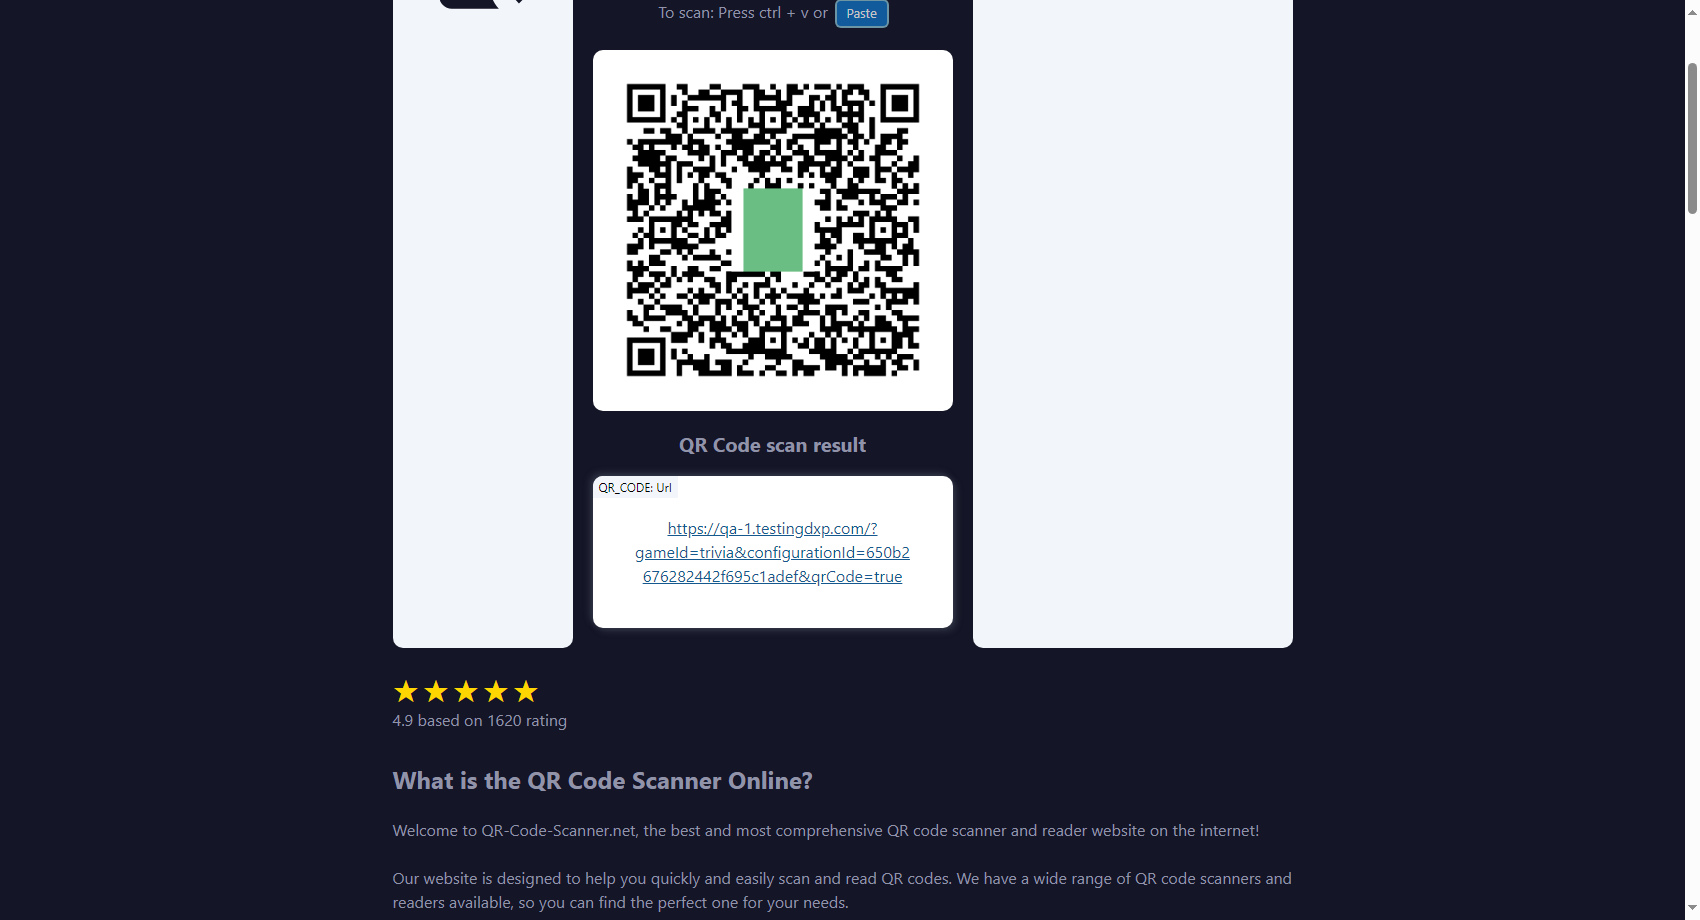 To scan: Press ctrl + v or Paste
QR Code scan result
QR_CODE: Url
https://qa-1.testingdxp.com/?
gameId=trivia&configurationId=650b2
676282442f695c1adef&qrCode=true
4.9 based on 1620 rating
What is the QR Code Scanner Online?
Welcome to QR-Code-Scanner.net, the best and most comprehensive QR code scanner and reader website on the internet!
Our website is designed to help you quickly and easily scan and read QR codes. We have a wide range of QR code scanners and
readers available, so you can find the perfect one for your needs.